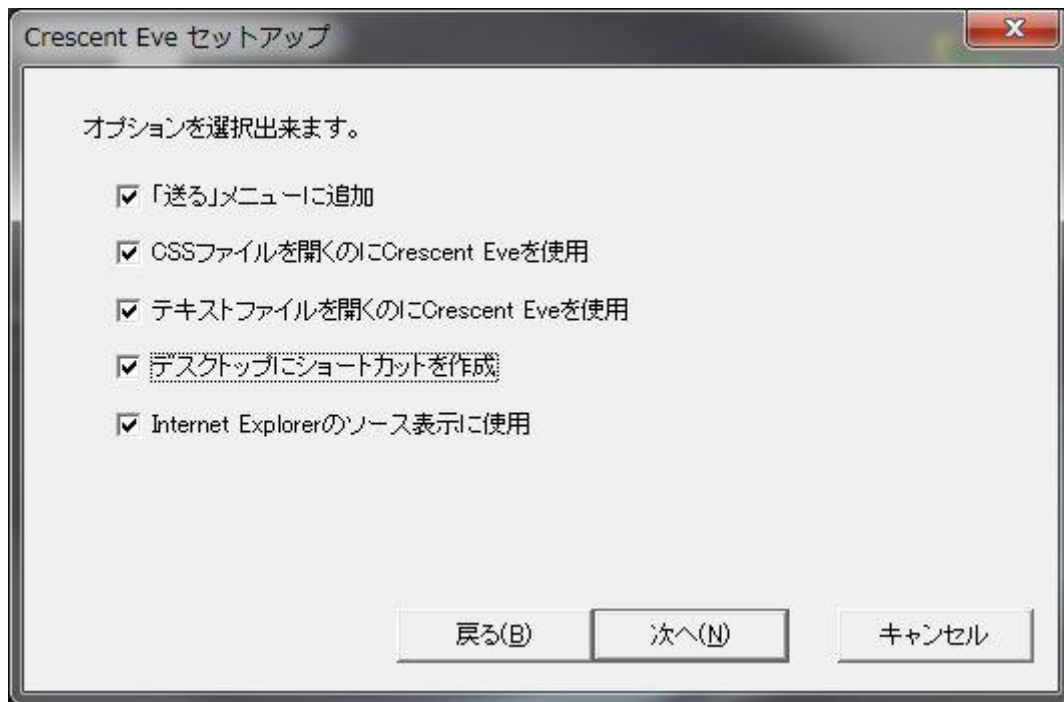 Crescent Eve セットアップ
オプションを選択出来ます。
「送る」メニューに追加
CSSファイルを開くのにCrescent Eveを使用
テキストファイルを開くのにCrescent Eveを使用
デスクトップにショートカットを作成
Internet Explorerのソース表示に使用
戻る(B) 次へ(N) キャンセル